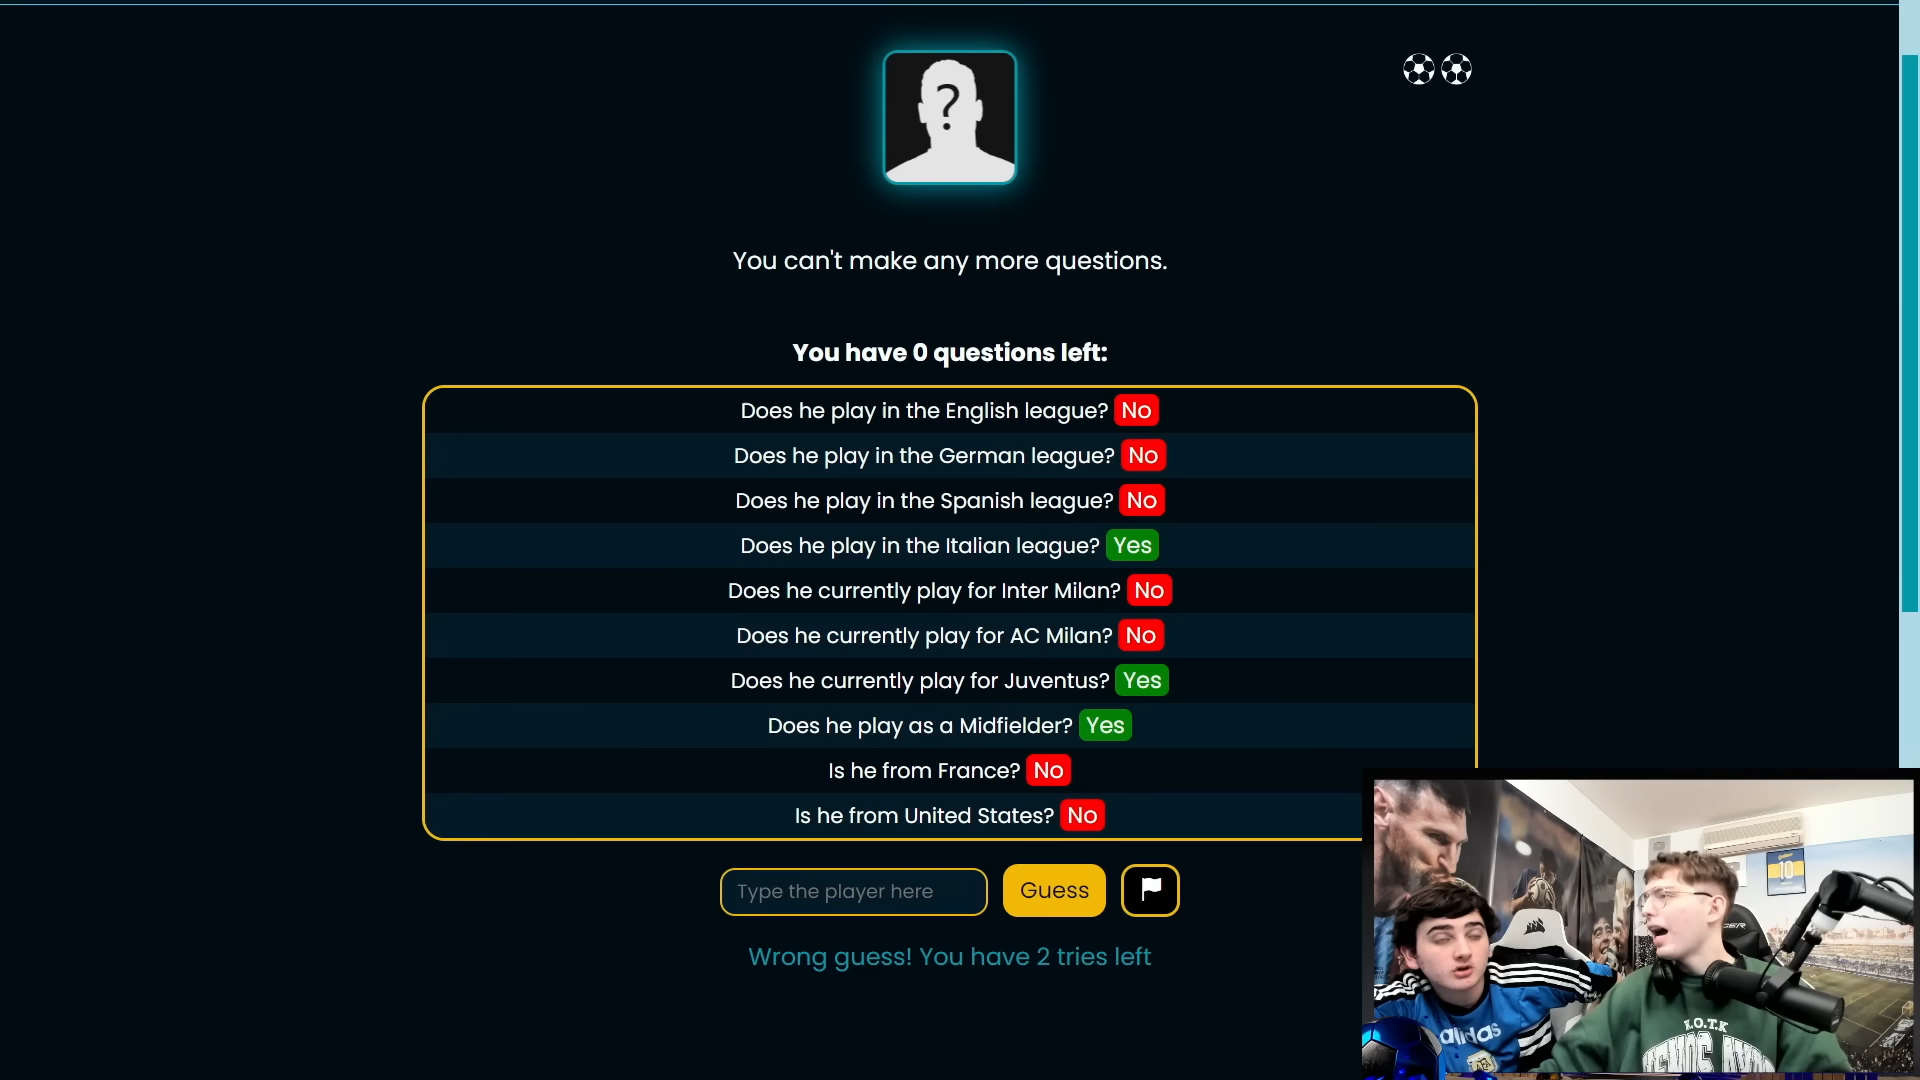 ?
You can't make any more questions.
You have 0 questions left:
Does he play in the English league? No
Does he play in the German league? No
Does he play in the Spanish league? No
Does he play in the Italian league? Yes
Does he currently play for Inter Milan? No
Does he currently play for AC Milan? No
Does he currently play for Juventus? Yes
Does he play as a Midfielder? Yes
Is he from France? No
Is he from United States? No
Type the player here
Guess
Wrong guess! You have 2 tries left
10
adidas
K.O.T.K